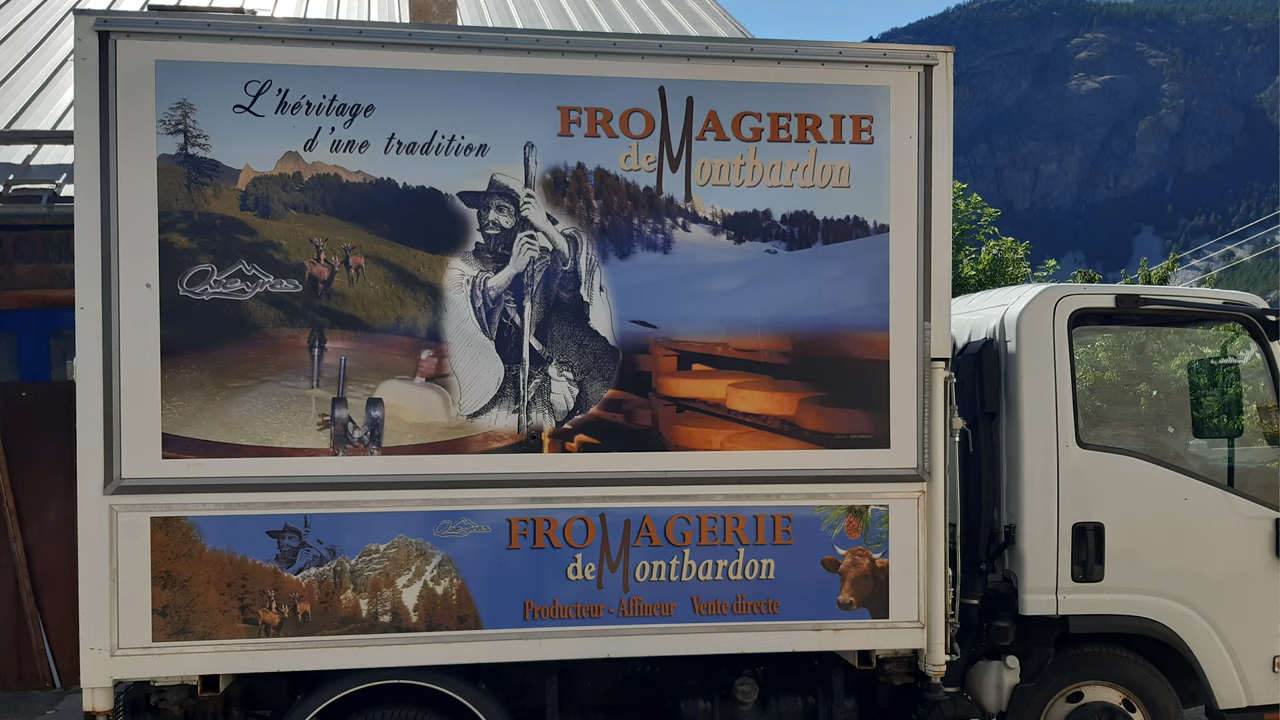 L'héritage
d'une tradition
FROMAGERIE
de Montbardon
Queyras
Queyras
FROMAGERIE
de Montbardon
Producteur - Affineur Vente directe